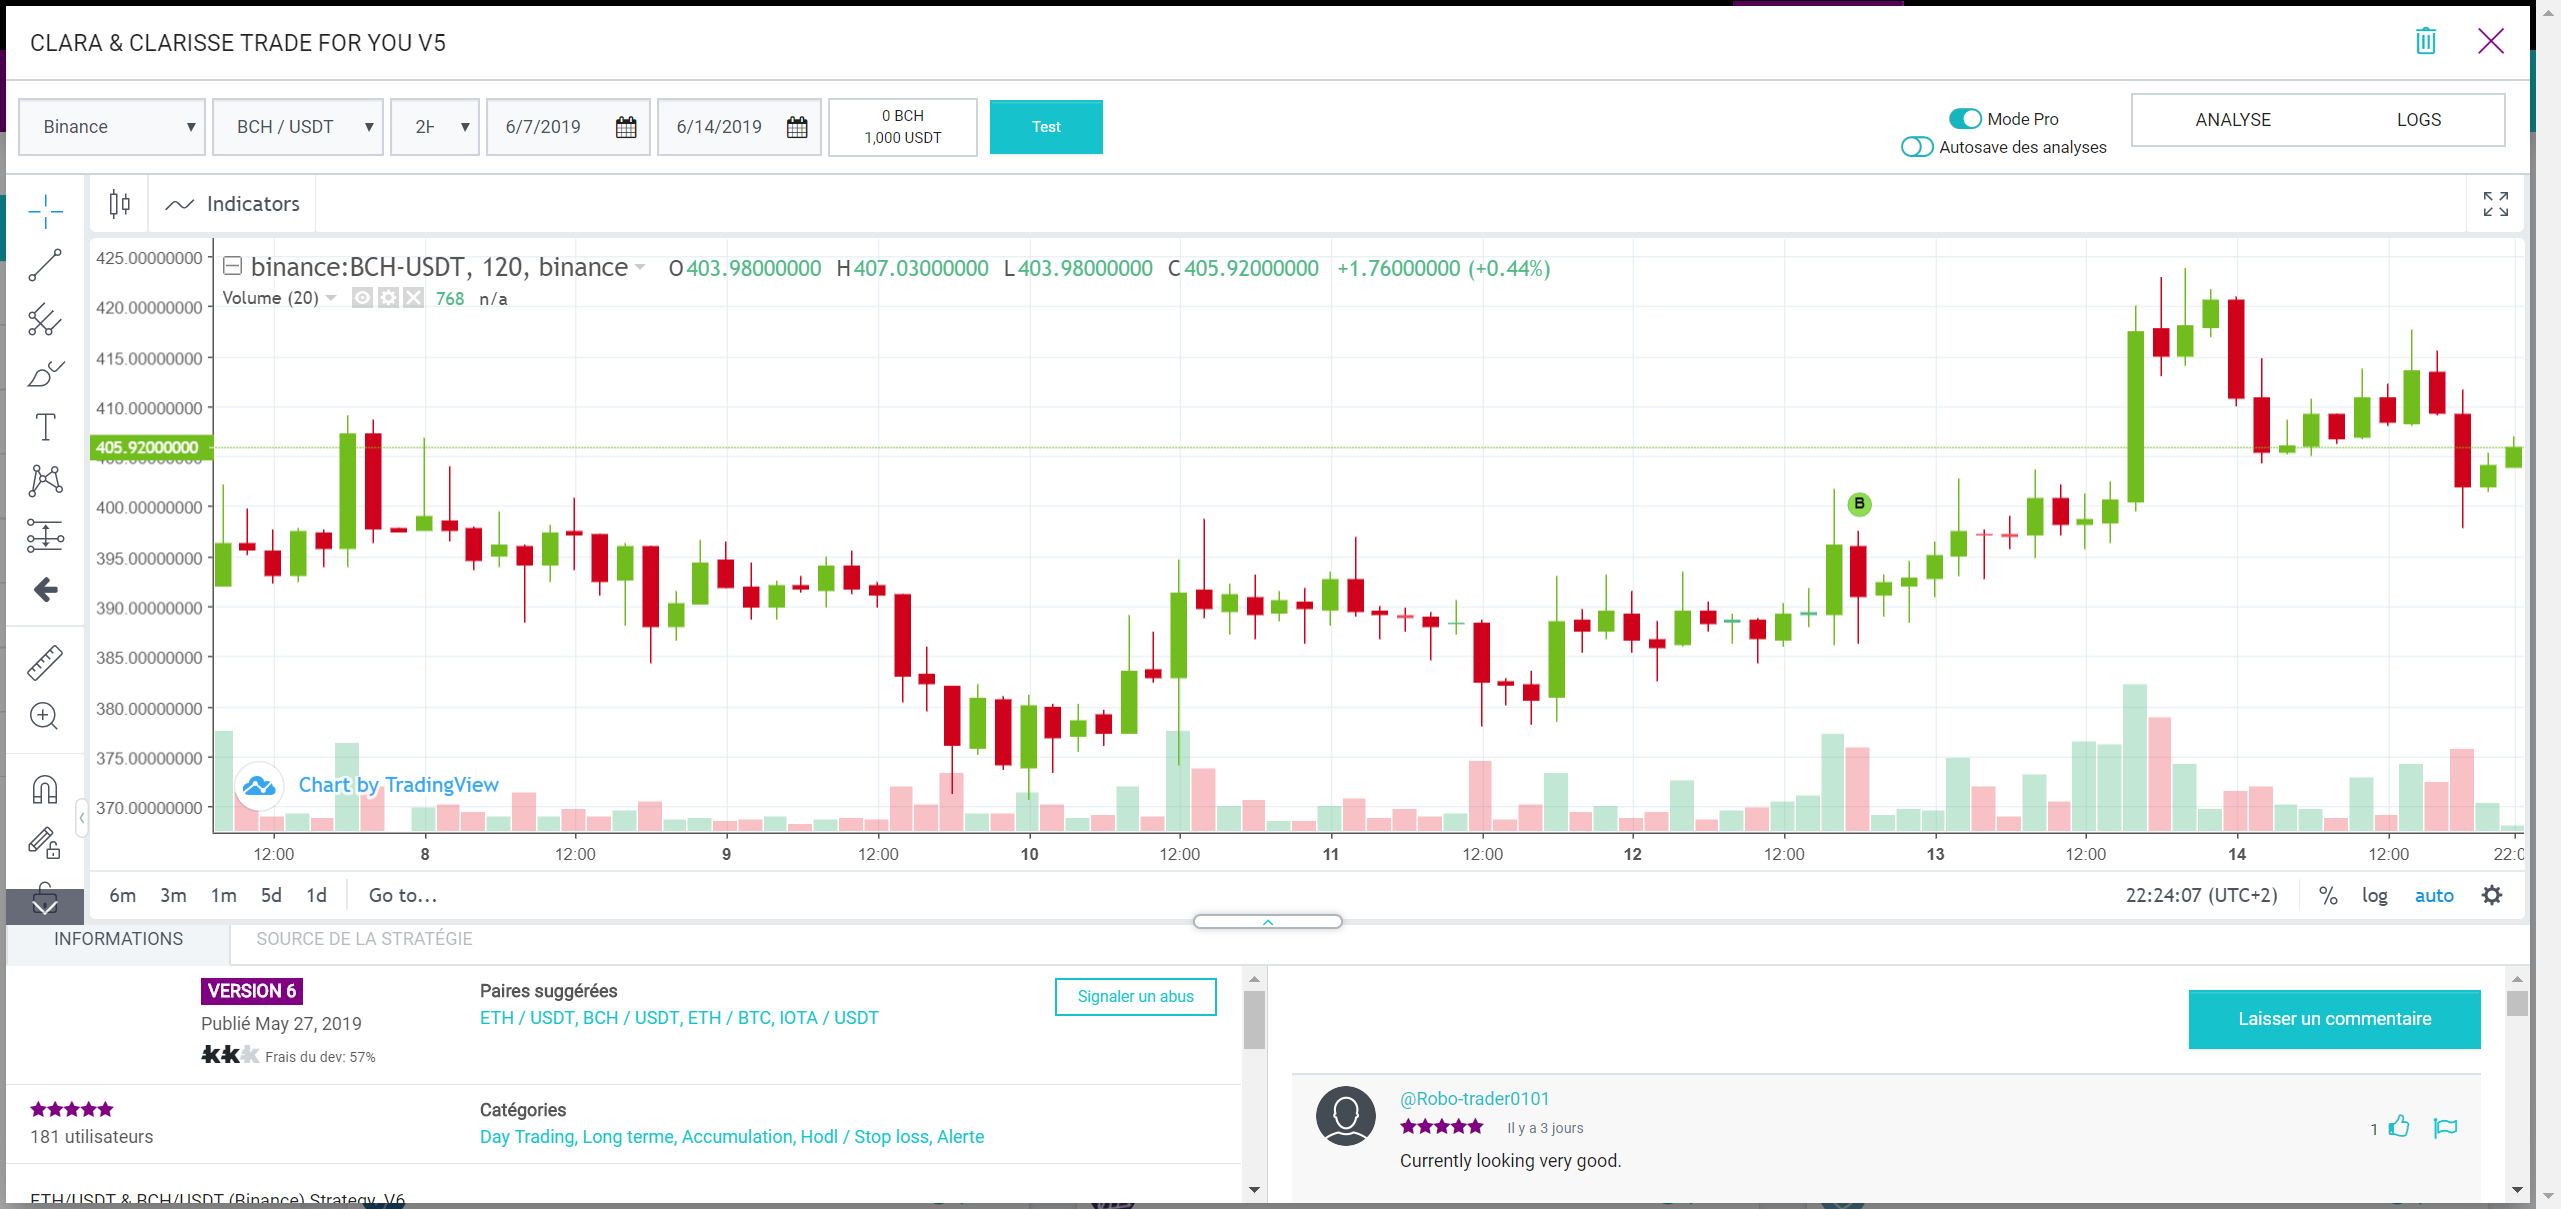 CLARA & CLARISSE TRADE FOR YOU V5
Binance ▼ BCH / USDT ▼ 2H ▼ 6/7/2019 6/14/2019
0 BCH
1,000 USDT
Test
Mode Pro
Autosave des analyses
ANALYSE LOGS
Indicators
binance:BCH-USDT, 120, binance O403.98000000 H407.03000000 L403.98000000 C405.92000000 +1.76000000 (+0.44%)
Volume (20) 768 n/a
425.00000000
420.00000000
415.00000000
410.00000000
405.92000000
400.00000000
395.00000000
390.00000000
385.00000000
380.00000000
375.00000000
370.00000000
B
Chart by TradingView
12:00 8 12:00 9 12:00 10 12:00 11 12:00 12 12:00 13 12:00 14 12:00
6m 3m 1m 5d 1d Go to...
22:24:07 (UTC+2) % log auto
INFORMATIONS SOURCE DE LA STRATÉGIE
VERSION 6
Publié May 27, 2019
Frais du dev: 57%
Paires suggérées
ETH / USDT, BCH / USDT, ETH / BTC, IOTA / USDT
Signaler un abus
181 utilisateurs
Catégories
Day Trading, Long terme, Accumulation, Hodl / Stop loss, Alerte
ETH/USDT & BCH/USDT (Binance) Strategy V6
Laisser un commentaire
@Robo-trader0101
Il y a 3 jours
1
Currently looking very good.